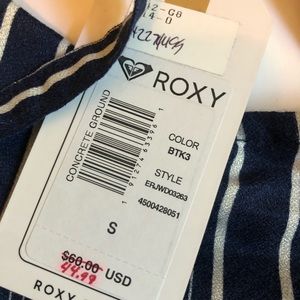 ROXY
CONCRETE GROUND
COLOR
BTK3
STYLE
ERJWD03263
4500428051
S
$60.00 USD
44.99
ROXY